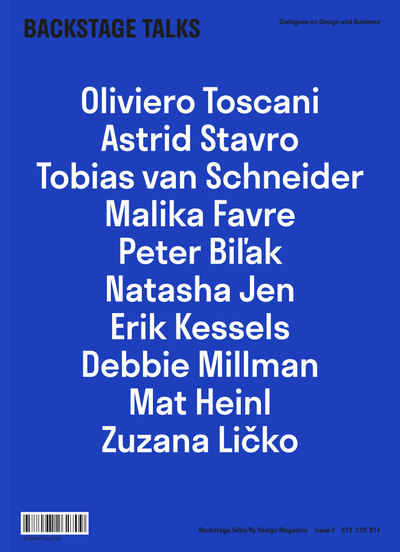 BACKSTAGE TALKS
Dialogues on Design and Business
Oliviero Toscani
Astrid Stavro
Tobias van Schneider
Malika Favre
Peter Biľak
Natasha Jen
Erik Kessels
Debbie Millman
Mat Heinl
Zuzana Ličko
Backstage Talks/By Design Magazine Issue 2 €12 £10 $14